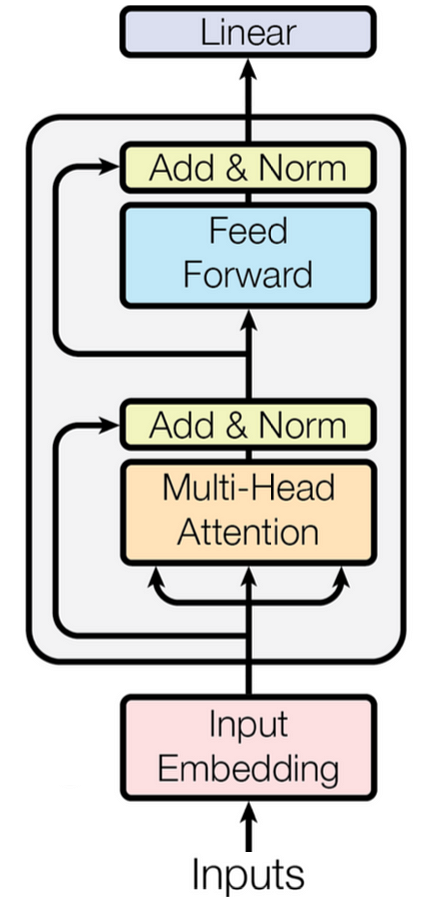 Linear
Add & Norm
Feed
Forward
Add & Norm
Multi-Head
Attention
Input
Embedding
Inputs